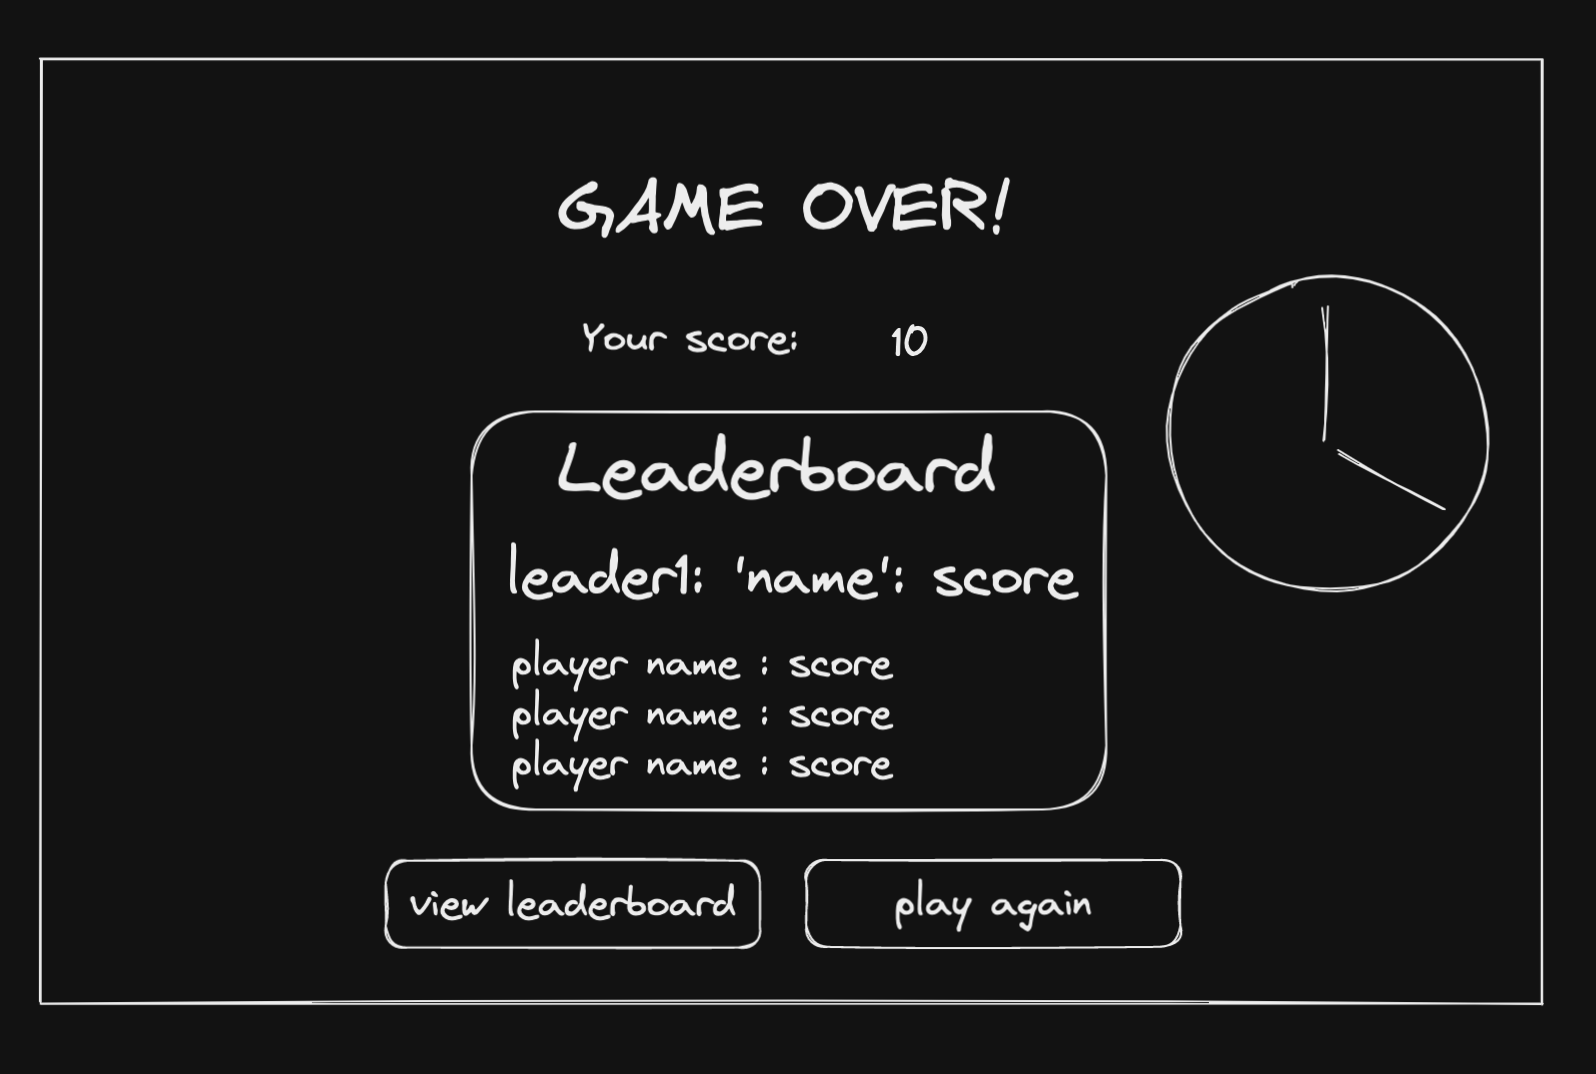 GAME OVER!
Your score: 10
Leaderboard
leader1: 'name': score
player name : score
player name : score
player name : score
view leaderboard
play again